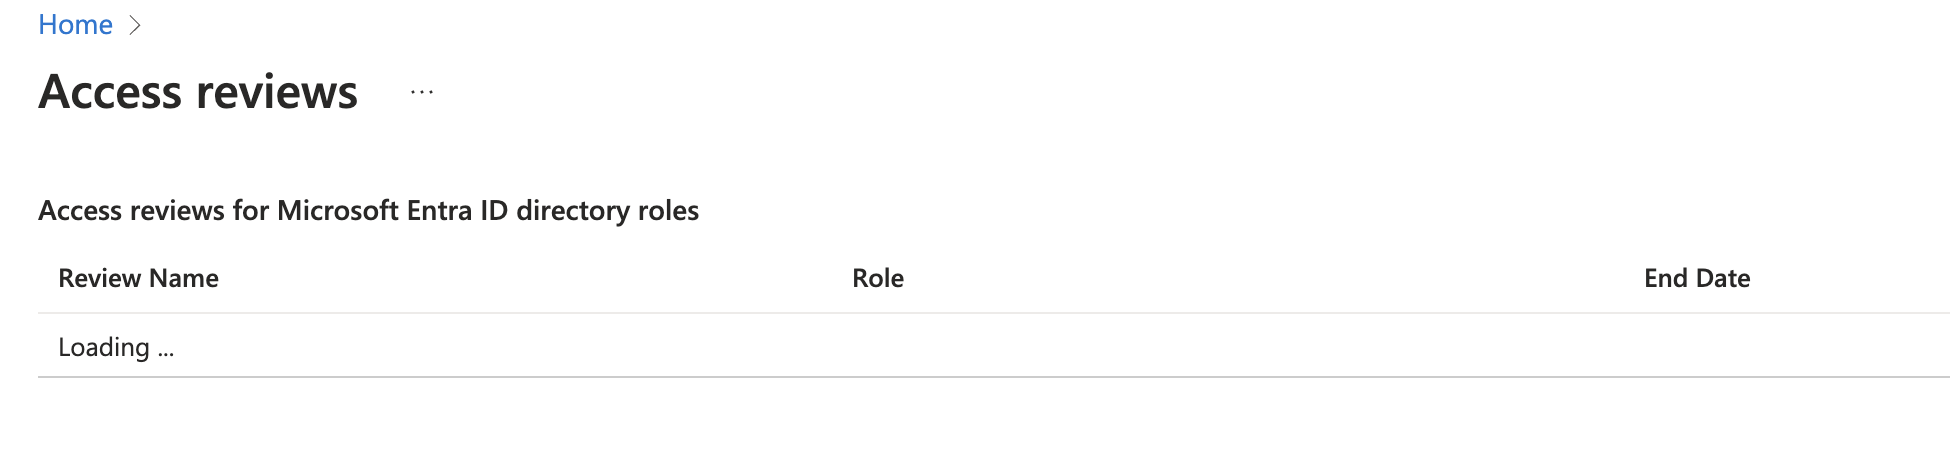 Home >
Access reviews ...
Access reviews for Microsoft Entra ID directory roles
Review Name Role End Date
Loading ...